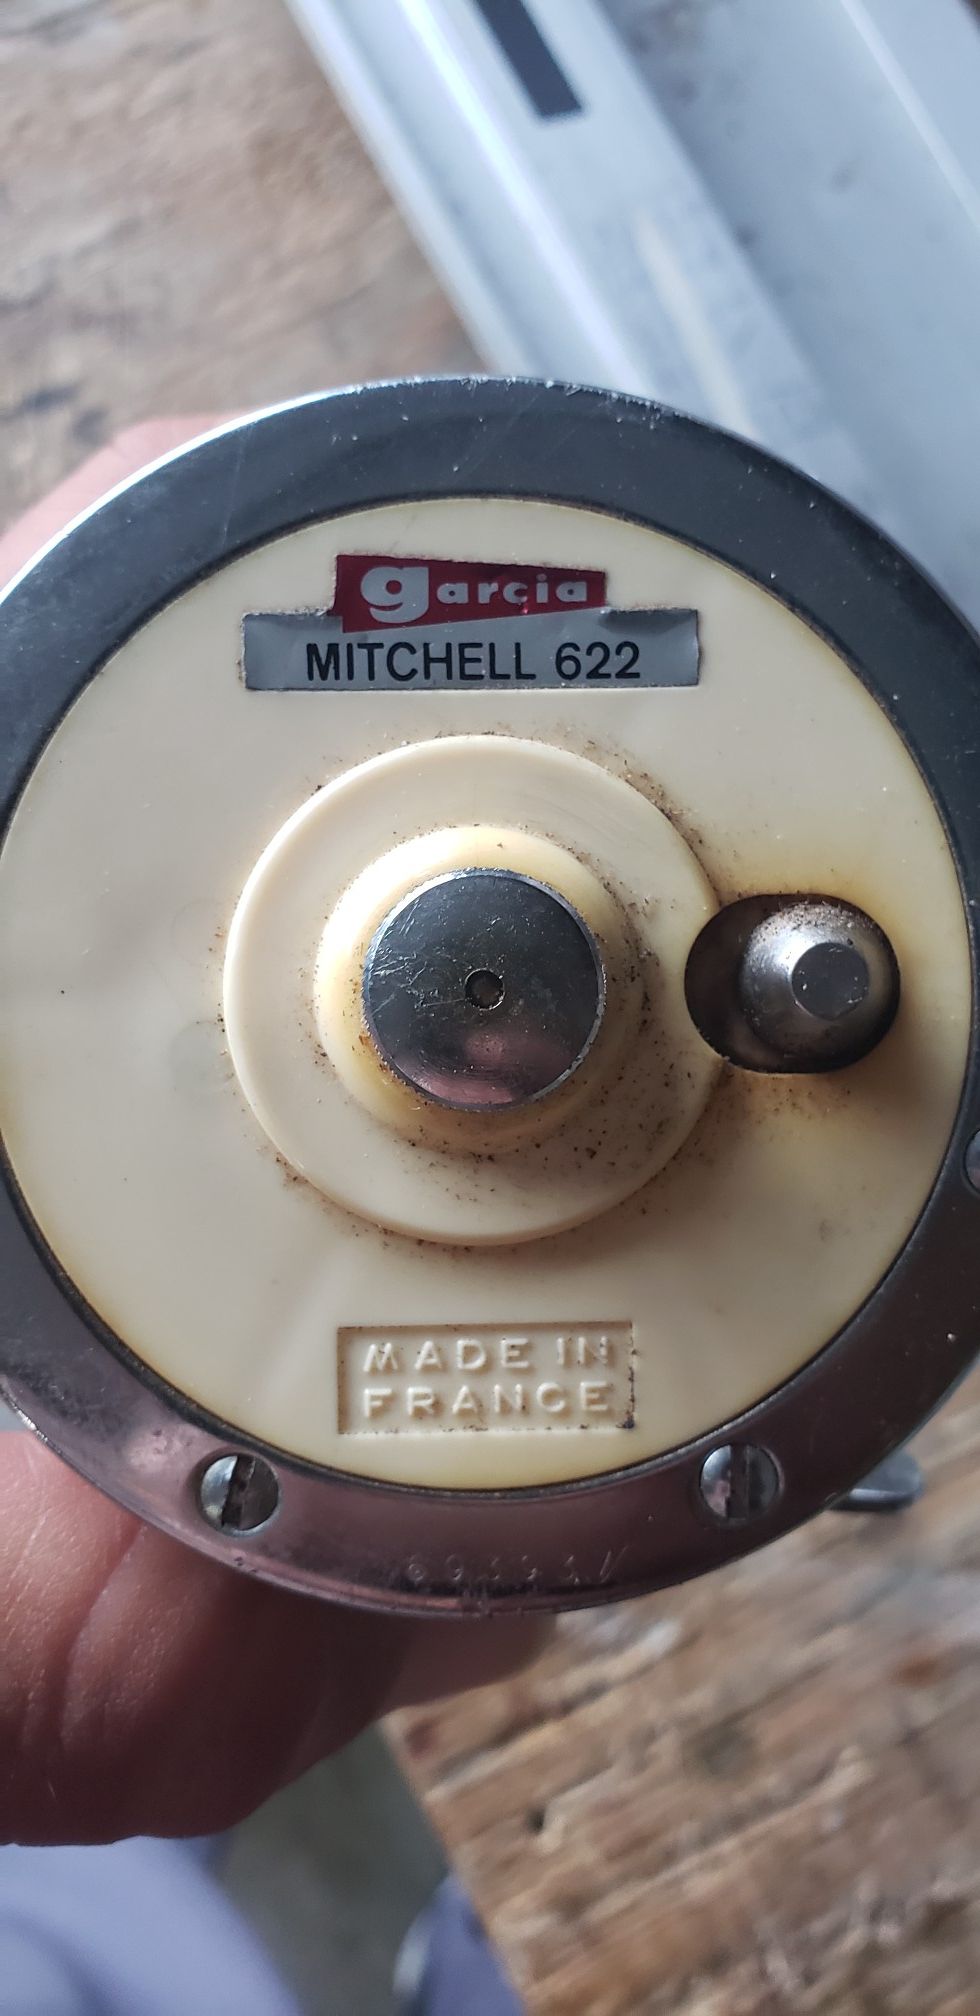 garcia
MITCHELL 622
MADE IN
FRANCE